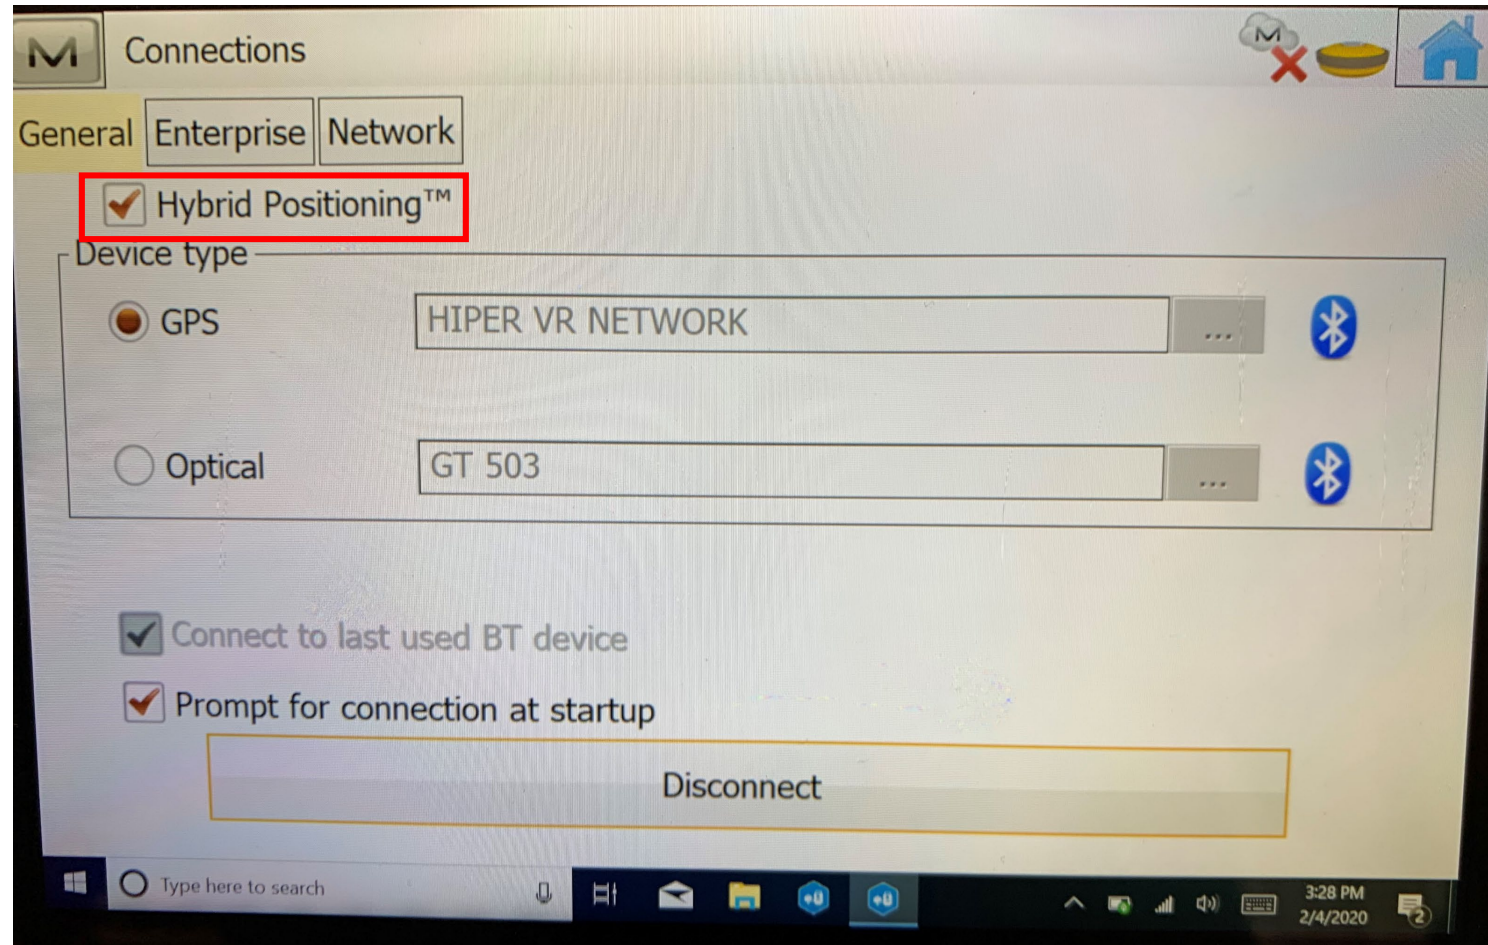 M Connections
M
General Enterprise Network
Hybrid Positioning™
Device type
GPS HIPER VR NETWORK ...
Optical GT 503 ...
Connect to last used BT device
Prompt for connection at startup
Disconnect
Type here to search
3:28 PM
2/4/2020
2